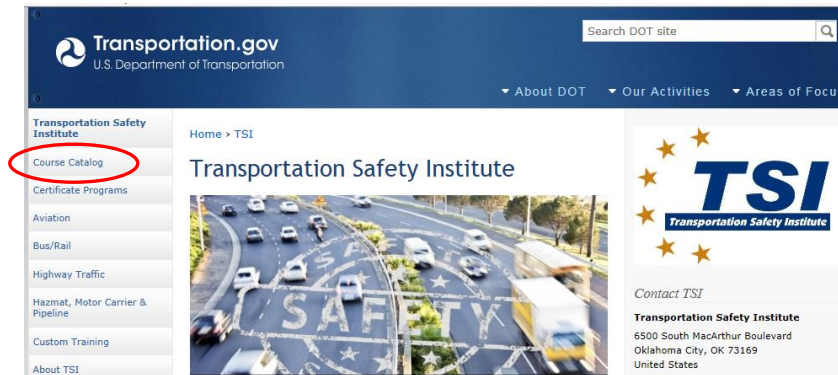 Transportation.gov
U.S. Department of Transportation
Search DOT site
About DOT
Our Activities
Areas of Focu
Transportation Safety
Institute
Course Catalog
Certificate Programs
Aviation
Bus/Rail
Highway Traffic
Hazmat, Motor Carrier &
Pipeline
Custom Training
About TSI
Home › TSI
Transportation Safety Institute
SAFETY
TSI
Transportation Safety Institute
Contact TSI
Transportation Safety Institute
6500 South MacArthur Boulevard
Oklahoma City, OK 73169
United States